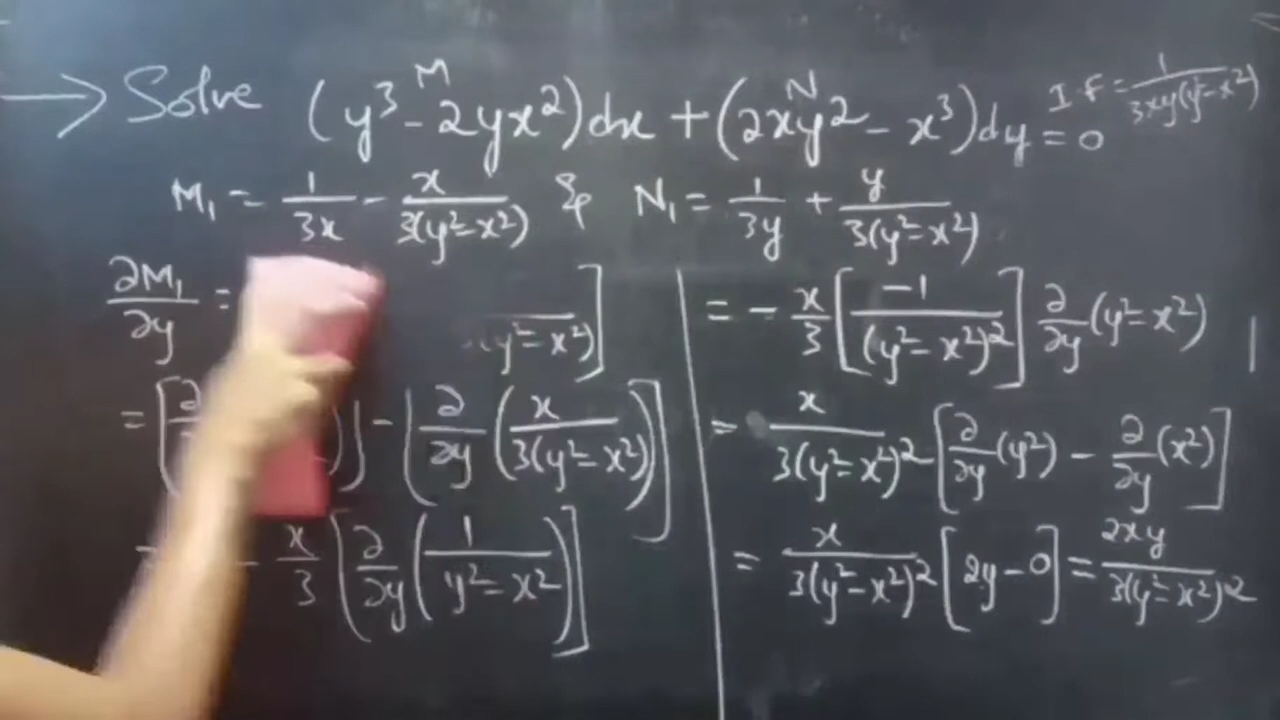 → Solve (y³ - 2yx²)dx + (2xy² - x³)dy = 0
M N
I.F = 1/(3xy(y² - x²))
M₁ = 1/(3x) - x/(3(y² - x²)) & N₁ = 1/(3y) + y/(3(y² - x²))
∂M₁/∂y = (y² - x²)]
= [∂ )] - [∂/∂y (x/(3(y² - x²)))]
= - x/3 [∂/∂y (1/(y² - x²))]
= - x/3 [-1/(y² - x²)²] ∂/∂y (y² - x²)
= x/(3(y² - x²)²) [∂/∂y (y²) - ∂/∂y (x²)]
= x/(3(y² - x²)²) [2y - 0] = 2xy/(3(y² - x²)²)